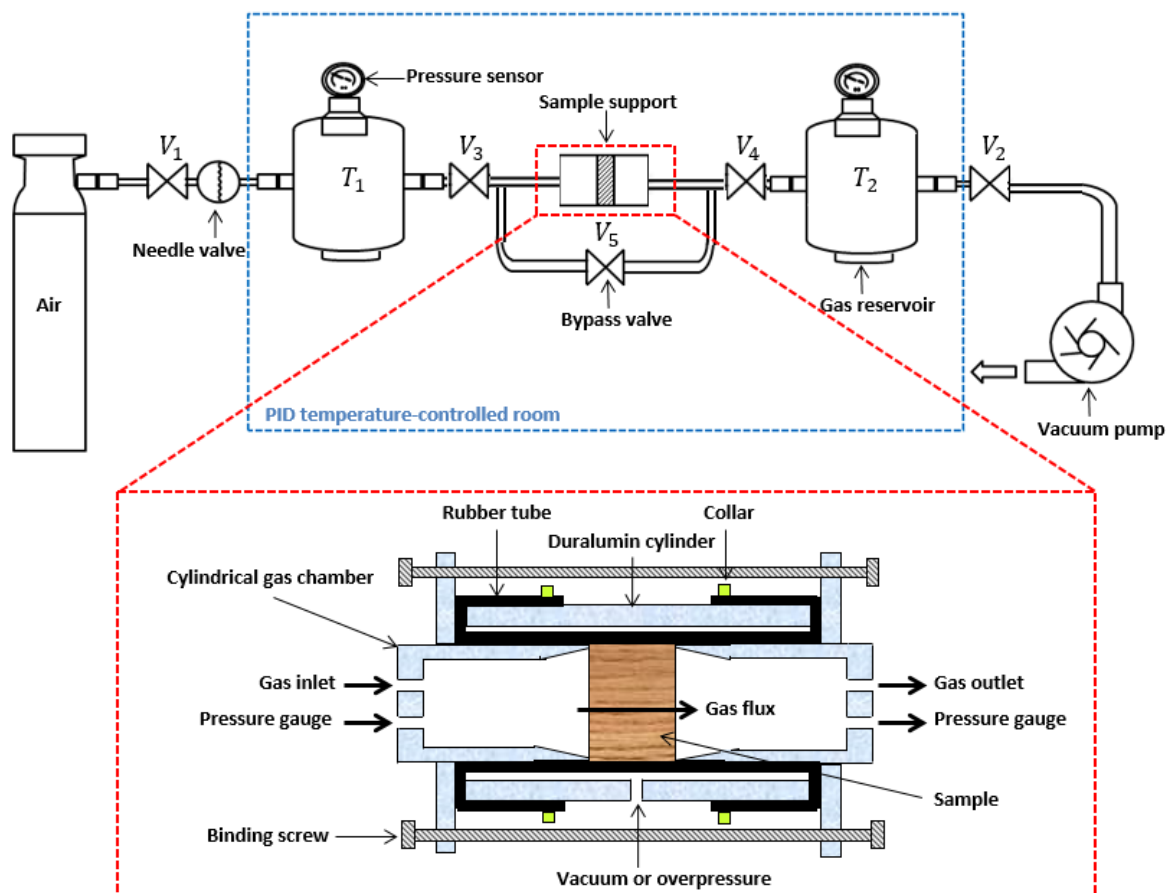 Pressure sensor
Sample support
V1
V3
V4
V2
T1
T2
Needle valve
V5
Air
Bypass valve
Gas reservoir
PID temperature-controlled room
Vacuum pump
Rubber tube
Collar
Duralumin cylinder
Cylindrical gas chamber
Gas inlet
Gas outlet
Pressure gauge
Gas flux
Pressure gauge
Sample
Binding screw
Vacuum or overpressure